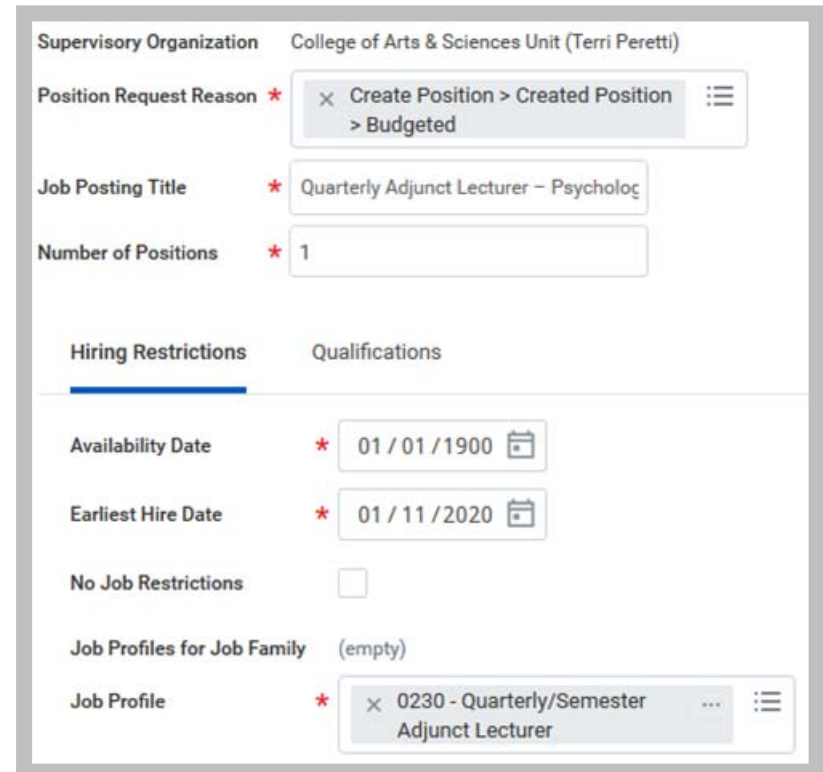 Supervisory Organization College of Arts & Sciences Unit (Terri Peretti)
Position Request Reason * × Create Position > Created Position
> Budgeted
Job Posting Title * Quarterly Adjunct Lecturer – Psycholog
Number of Positions * 1
Hiring Restrictions Qualifications
Availability Date * 01 / 01 / 1900
Earliest Hire Date * 01 / 11 / 2020
No Job Restrictions
Job Profiles for Job Family (empty)
Job Profile * × 0230 - Quarterly/Semester ...
Adjunct Lecturer